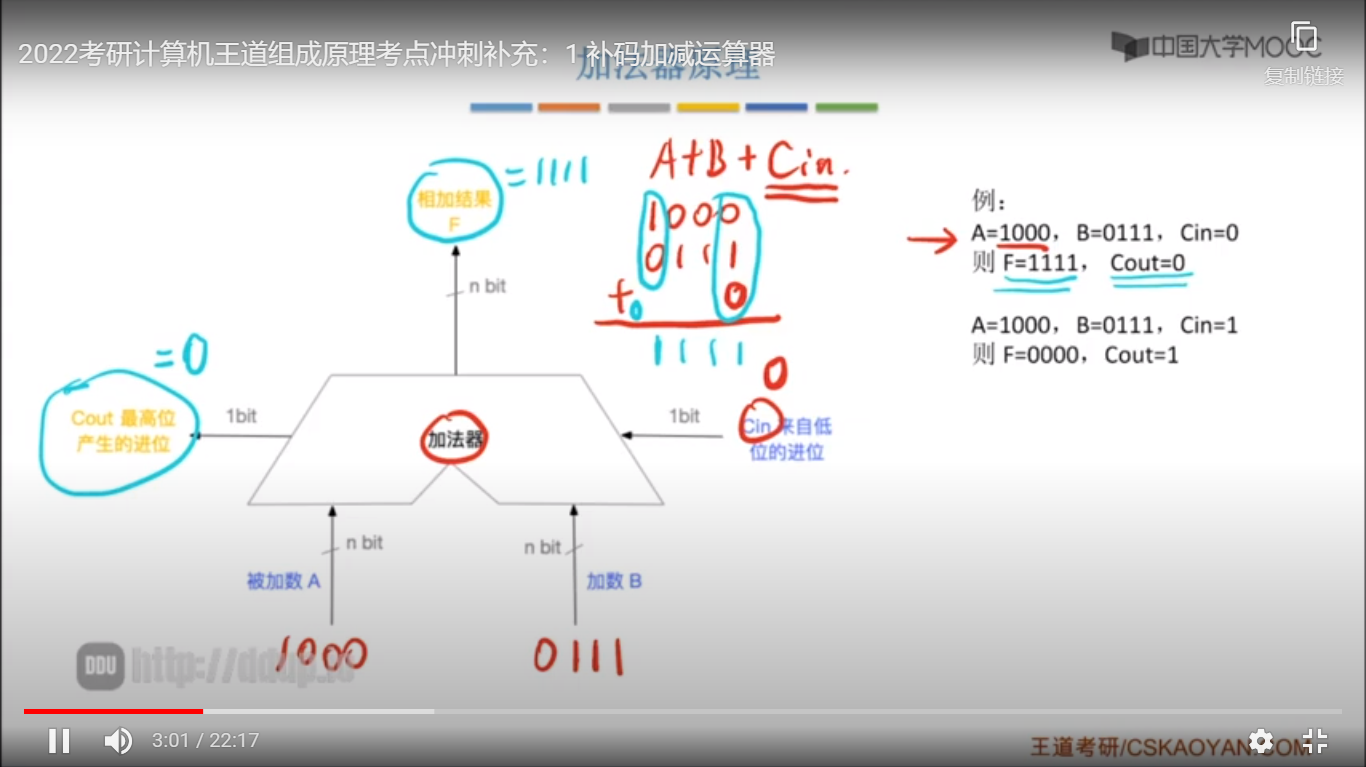 2022考研计算机王道组成原理考点冲刺补充：1 补码加减运算器
加法器原理
中国大学MOOC
复制链接
相加结果
F
=1111
A+B+Cin.
1000
0111
+0 0
1111
例：
A=1000，B=0111，Cin=0
则 F=1111， Cout=0
A=1000，B=0111，Cin=1
则 F=0000，Cout=1
n bit
=0
0
Cout 最高位
产生的进位
1bit
加法器
1bit
Cin 来自低
位的进位
n bit
n bit
被加数 A
加数 B
1000
0111
DDU http://ddup.io
3:01 / 22:17
王道考研/CSKAOYAN.COM